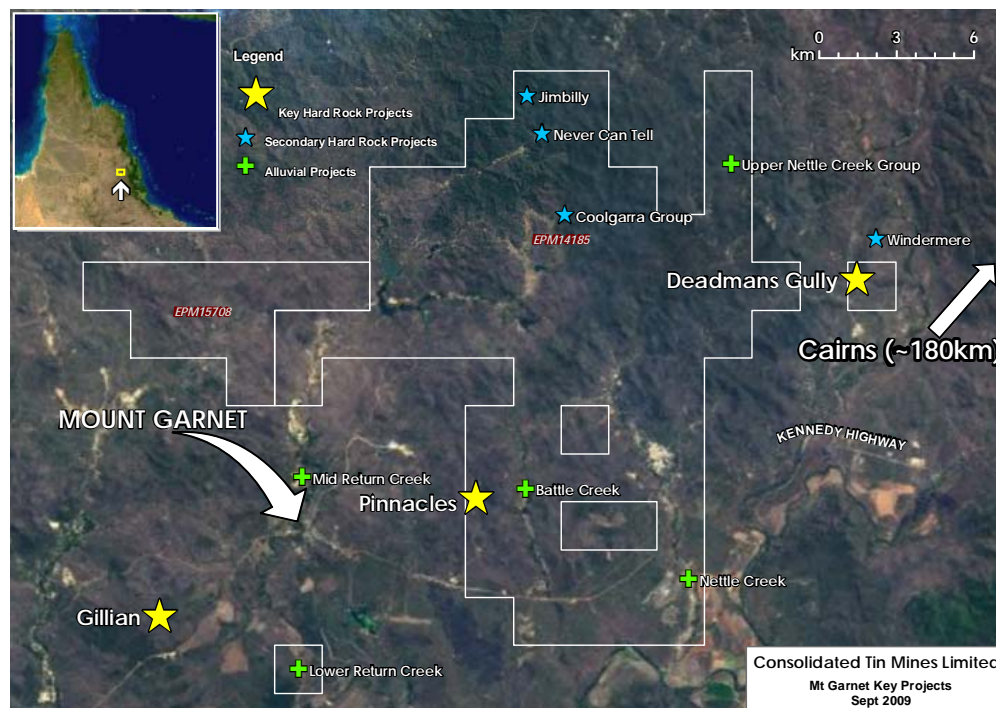 Legend
Key Hard Rock Projects
Secondary Hard Rock Projects
Alluvial Projects
0 3 6
km
Jimbilly
Never Can Tell
Upper Nettle Creek Group
Coolgarra Group
EPM14185
Windermere
Deadmans Gully
EPM15708
Cairns (~180km)
MOUNT GARNET
KENNEDY HIGHWAY
Mid Return Creek
Battle Creek
Pinnacles
Nettle Creek
Gillian
Lower Return Creek
Consolidated Tin Mines Limited
Mt Garnet Key Projects
Sept 2009